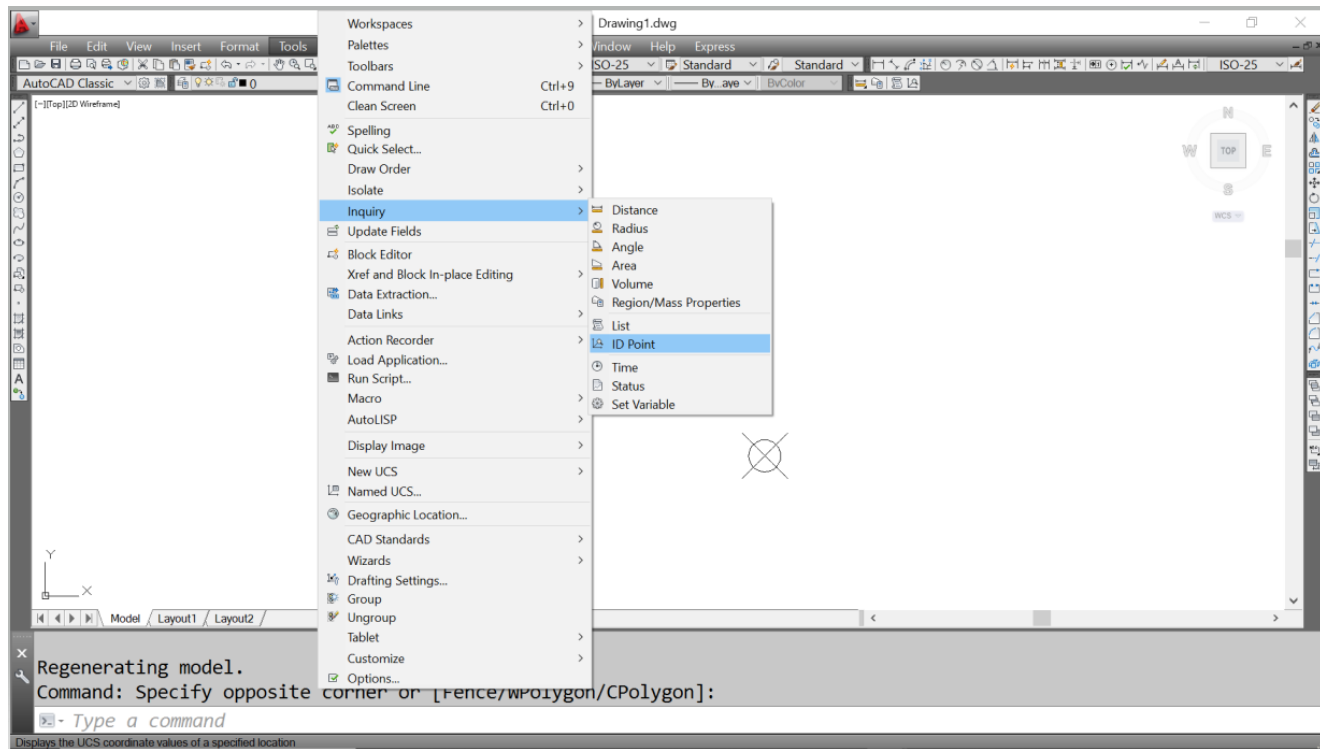 Drawing1.dwg
File Edit View Insert Format Tools Window Help Express
ISO-25 Standard Standard ISO-25
AutoCAD Classic 0 ByLayer By...aye ByColor
[-][Top][2D Wireframe]
Workspaces
Palettes
Toolbars
Command Line Ctrl+9
Clean Screen Ctrl+0
Spelling
Quick Select...
Draw Order
Isolate
Inquiry
Update Fields
Block Editor
Xref and Block In-place Editing
Data Extraction...
Data Links
Action Recorder
Load Application...
Run Script...
Macro
AutoLISP
Display Image
New UCS
Named UCS...
Geographic Location...
CAD Standards
Wizards
Drafting Settings...
Group
Ungroup
Tablet
Customize
Options...
Distance
Radius
Angle
Area
Volume
Region/Mass Properties
List
ID Point
Time
Status
Set Variable
N
W TOP E
S
WCS
A
Y
X
Model Layout1 Layout2
Regenerating model.
Command: Specify opposite corner or [Fence/WPolygon/CPolygon]:
Type a command
Displays the UCS coordinate values of a specified location